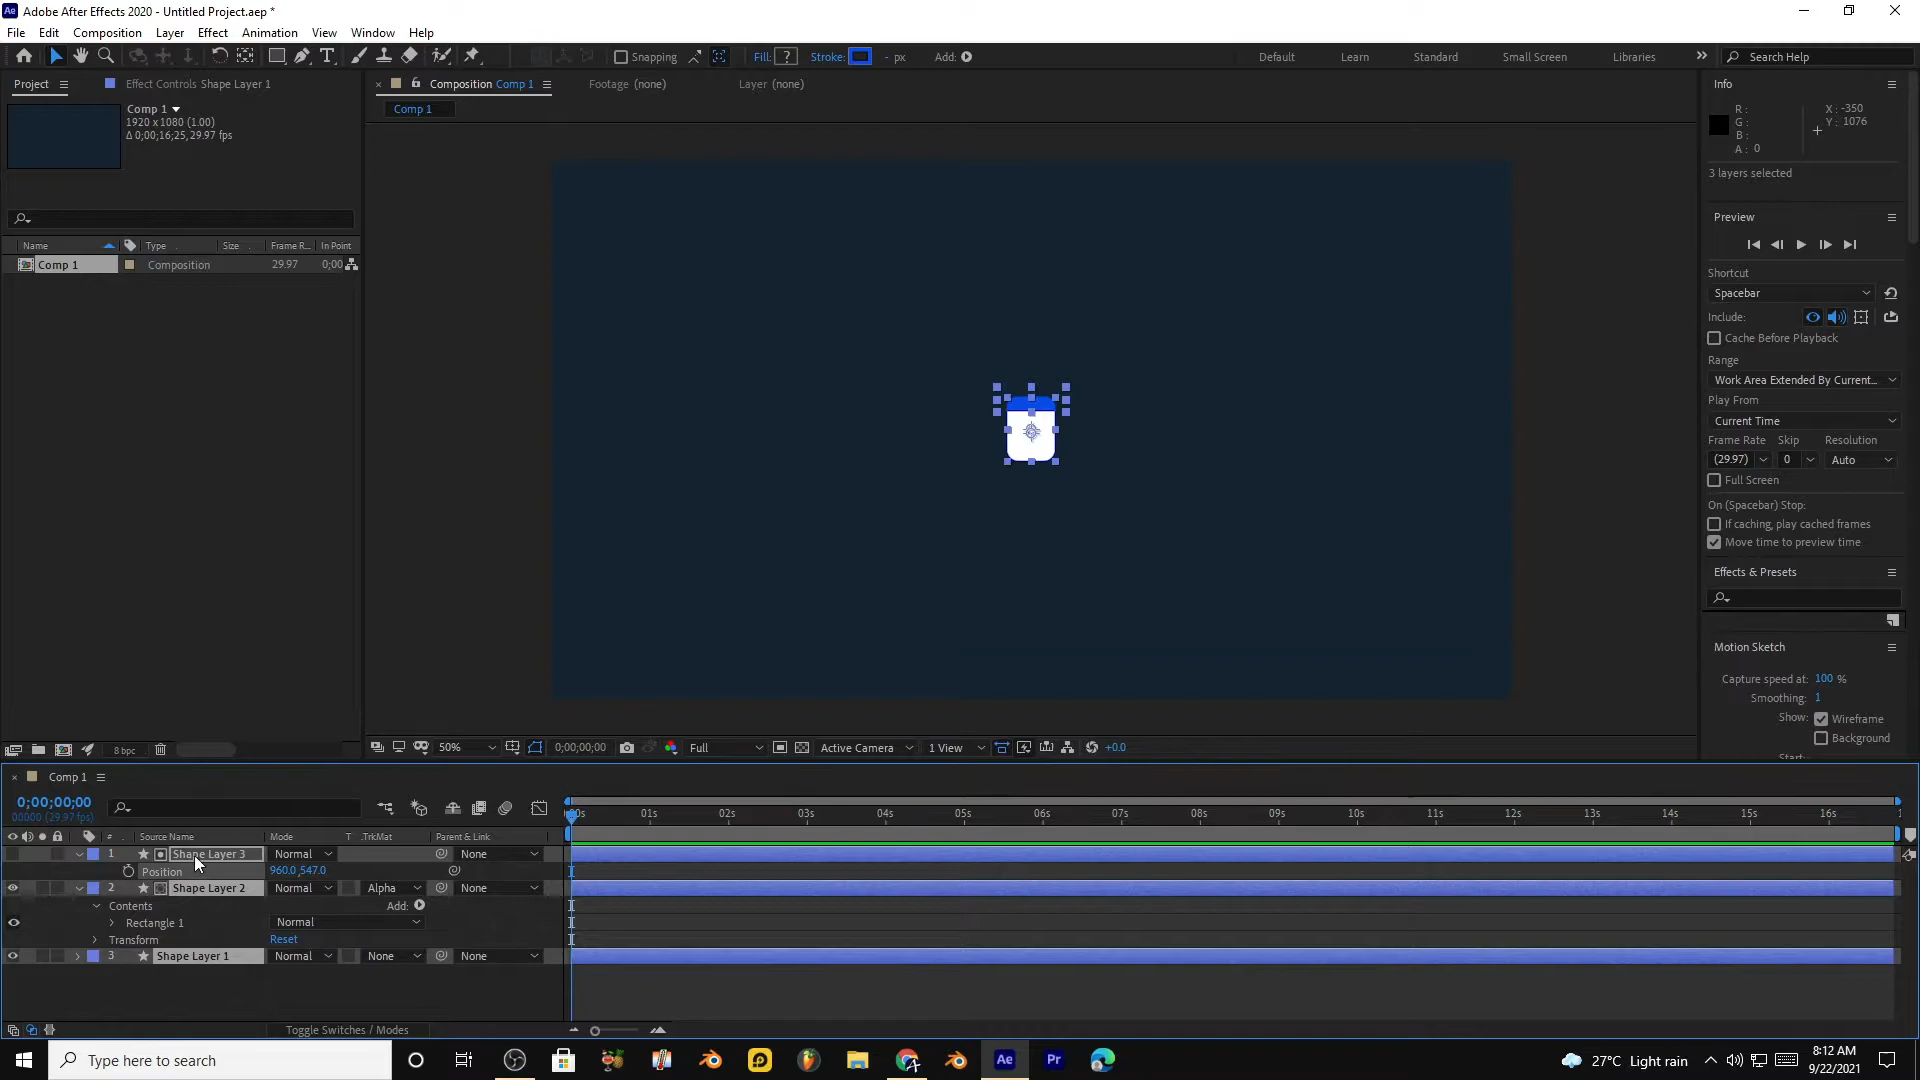 Adobe After Effects 2020 - Untitled Project.aep *
File Edit Composition Layer Effect Animation View Window Help
Snapping Fill: ? Stroke: - px Add: Default Learn Standard Small Screen Libraries Search Help
Project Effect Controls Shape Layer 1 Composition Comp 1 Footage (none) Layer (none) Info
Comp 1
1920 x 1080 (1.00)
Δ 0;00;16;25, 29.97 fps
Comp 1
R :
G :
B :
A : 0
X : -350
Y : 1076
3 layers selected
Preview
Shortcut
Spacebar
Include:
Cache Before Playback
Range
Work Area Extended By Current...
Play From
Current Time
Frame Rate Skip Resolution
(29.97) 0 Auto
Full Screen
On (Spacebar) Stop:
If caching, play cached frames
Move time to preview time
Effects & Presets
Motion Sketch
Capture speed at: 100 %
Smoothing: 1
Show: Wireframe
Background
Name Type Size Frame R... In Point
Comp 1 Composition 29.97 0;00
8 bpc
50% 0;00;00;00 Full Active Camera 1 View +0.0
Comp 1
0;00;00;00
00000 (29.97 fps)
00s 01s 02s 03s 04s 05s 06s 07s 08s 09s 10s 11s 12s 13s 14s 15s 16s 1
# Source Name Mode T .TrkMat Parent & Link
1 Shape Layer 3 Normal None
Position 960.0,547.0
2 Shape Layer 2 Normal Alpha None
Contents Add:
Rectangle 1 Normal
Transform Reset
3 Shape Layer 1 Normal None None
Toggle Switches / Modes
Type here to search
Ae
Pr
27°C Light rain
8:12 AM
9/22/2021